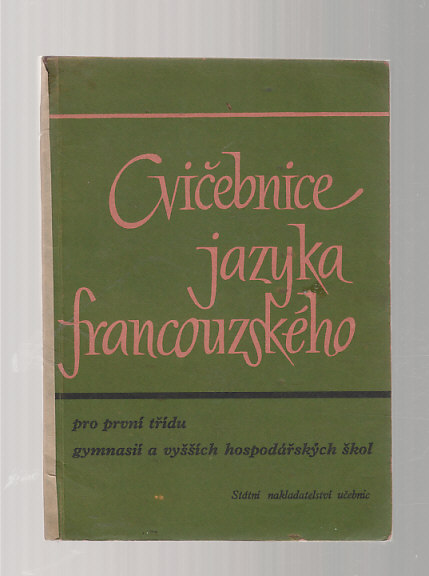 Cvičebnice
jazyka
francouzského
pro první třídu
gymnasií a vyšších hospodářských škol
Státní nakladatelství učebnic